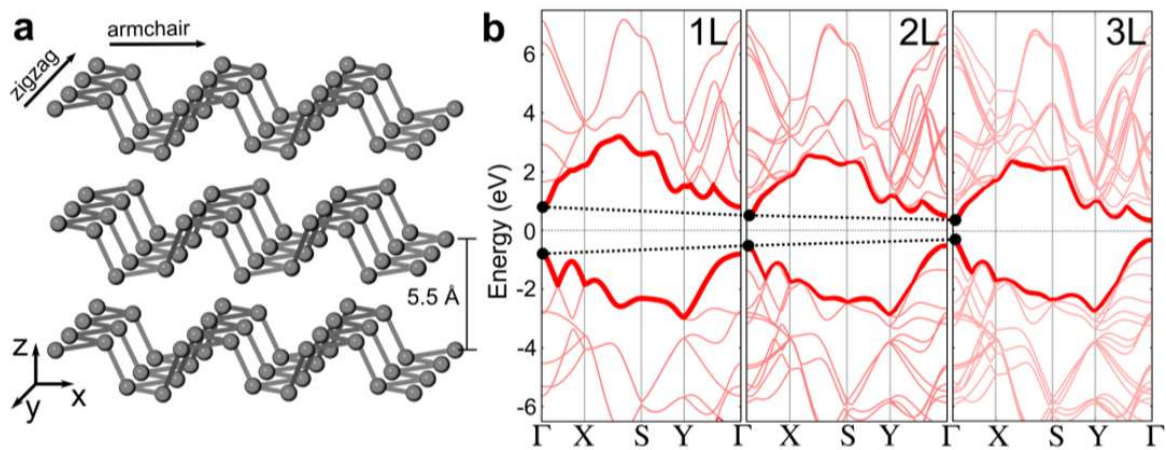 a
armchair
zigzag
5.5 Å
z
x
y
b
1L
2L
3L
Energy (eV)
6
4
2
0
-2
-4
-6
Γ X S Y Γ X S Y Γ X S Y Γ